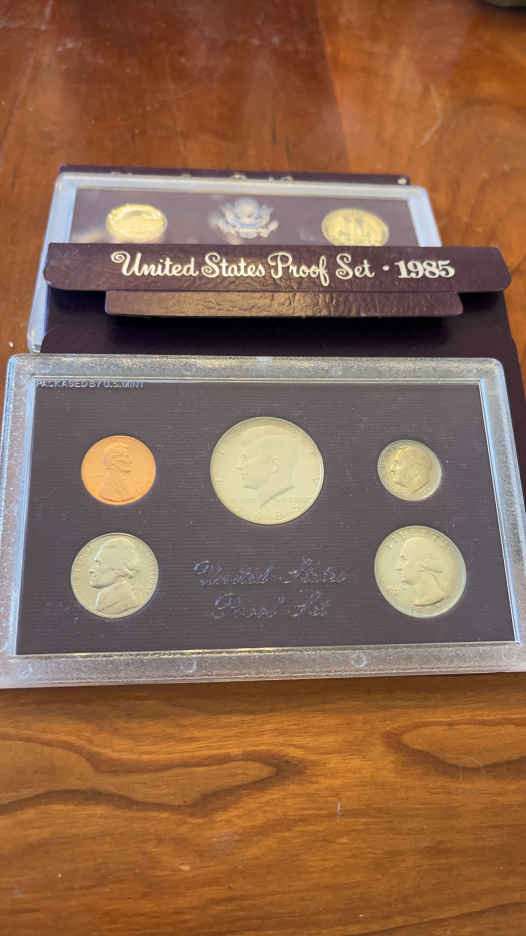 United States Proof Set · 1985
PACKAGED BY U.S. MINT
United States
Proof Set